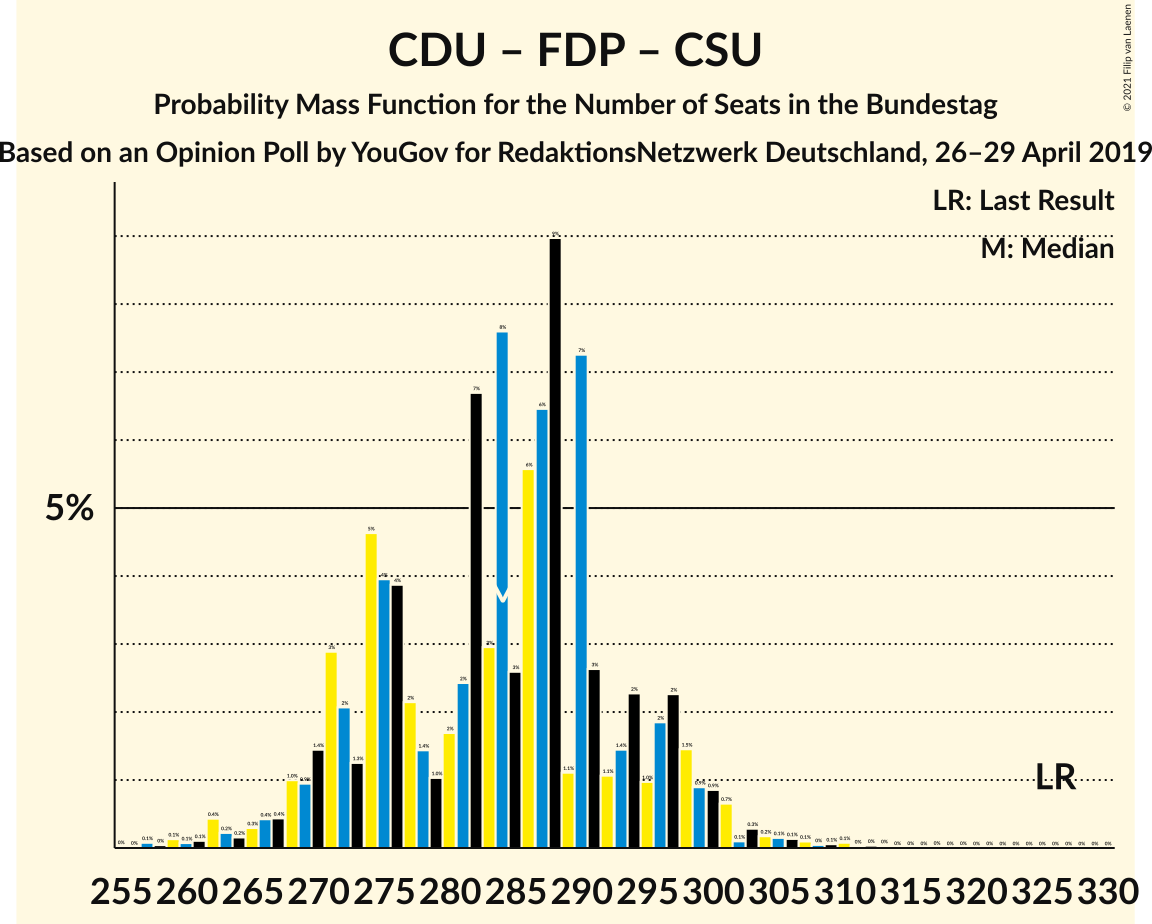 CDU – FDP – CSU
Probability Mass Function for the Number of Seats in the Bundestag
Based on an Opinion Poll by YouGov for RedaktionsNetzwerk Deutschland, 26–29 April 2019
© 2021 Filip van Laenen
LR: Last Result
M: Median
5%
LR
255 260 265 270 275 280 285 290 295 300 305 310 315 320 325 330